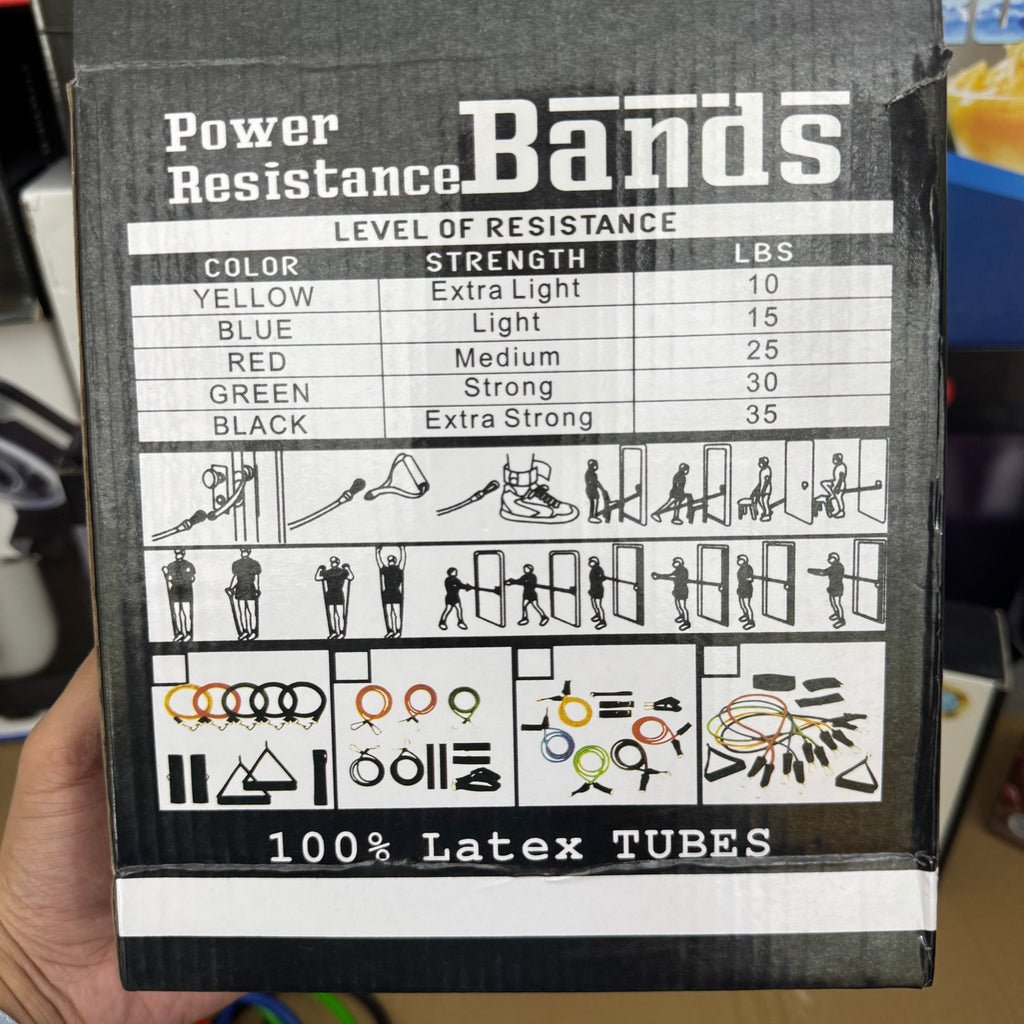 Power
Resistance Bands
LEVEL OF RESISTANCE
COLOR STRENGTH LBS
YELLOW Extra Light 10
BLUE Light 15
RED Medium 25
GREEN Strong 30
BLACK Extra Strong 35
100% Latex TUBES